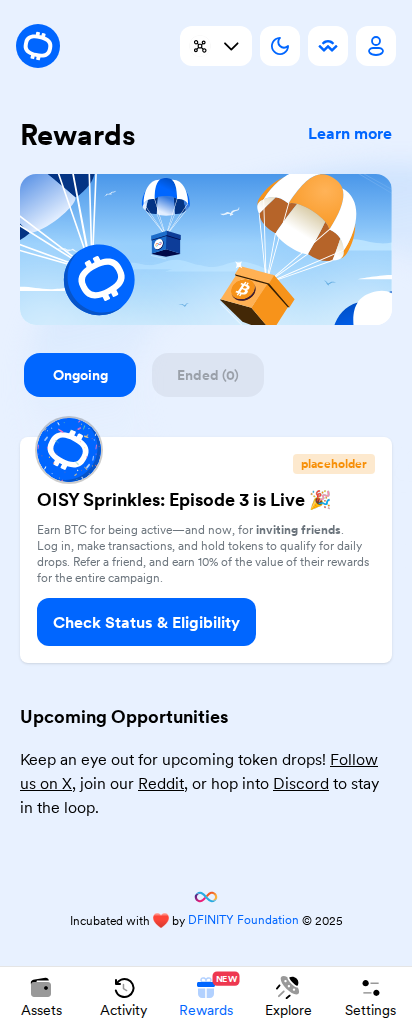 Rewards
Learn more
Ongoing
Ended (0)
placeholder
OISY Sprinkles: Episode 3 is Live 🎉
Earn BTC for being active—and now, for inviting friends.
Log in, make transactions, and hold tokens to qualify for daily
drops. Refer a friend, and earn 10% of the value of their rewards
for the entire campaign.
Check Status & Eligibility
Upcoming Opportunities
Keep an eye out for upcoming token drops! Follow
us on X, join our Reddit, or hop into Discord to stay
in the loop.
Incubated with ❤️ by DFINITY Foundation © 2025
NEW
Assets
Activity
Rewards
Explore
Settings